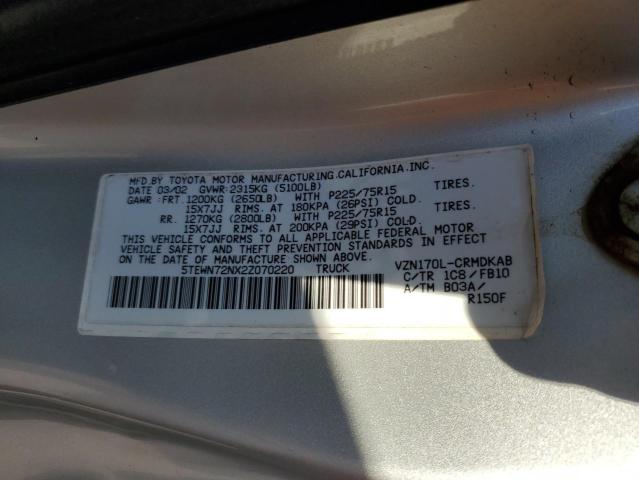 MFD.BY TOYOTA MOTOR MANUFACTURING,CALIFORNIA,INC.
DATE 03/02 GVWR:2315KG (5100LB)
GAWR : FRT. 1200KG (2650LB) WITH P225/75R15 TIRES.
15X7JJ RIMS. AT 180KPA (26PSI) COLD.
RR. 1270KG (2800LB) WITH P225/75R15 TIRES.
15X7JJ RIMS. AT 200KPA (29PSI) COLD.
THIS VEHICLE CONFORMS TO ALL APPLICABLE FEDERAL MOTOR
VEHICLE SAFETY AND THEFT PREVENTION STANDARDS IN EFFECT
ON THE DATE OF MANUFACTURE SHOWN ABOVE.
5TEWN72NX2Z070220 TRUCK VZN170L-CRMDKAB
C/TR 1C8/FB10
A/TM B03A/
R150F